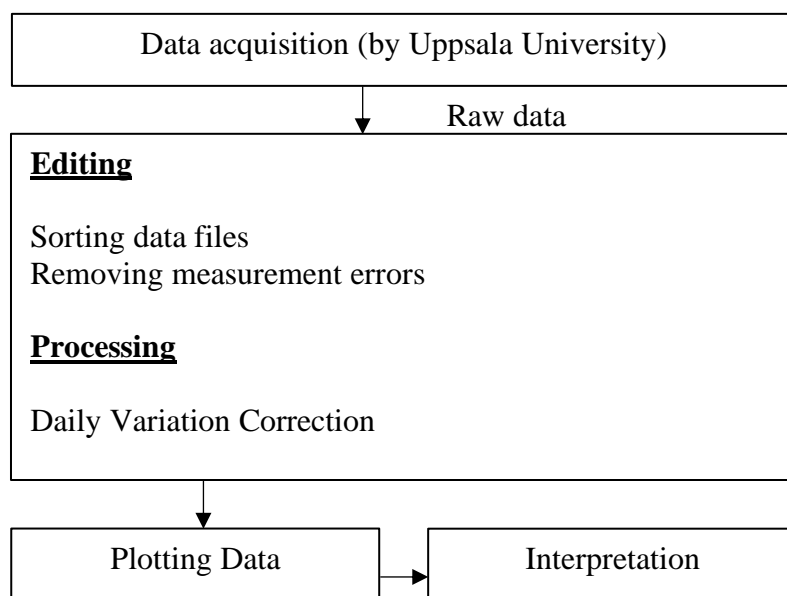 Data acquisition (by Uppsala University)
Raw data
Editing
Sorting data files
Removing measurement errors
Processing
Daily Variation Correction
Plotting Data
Interpretation